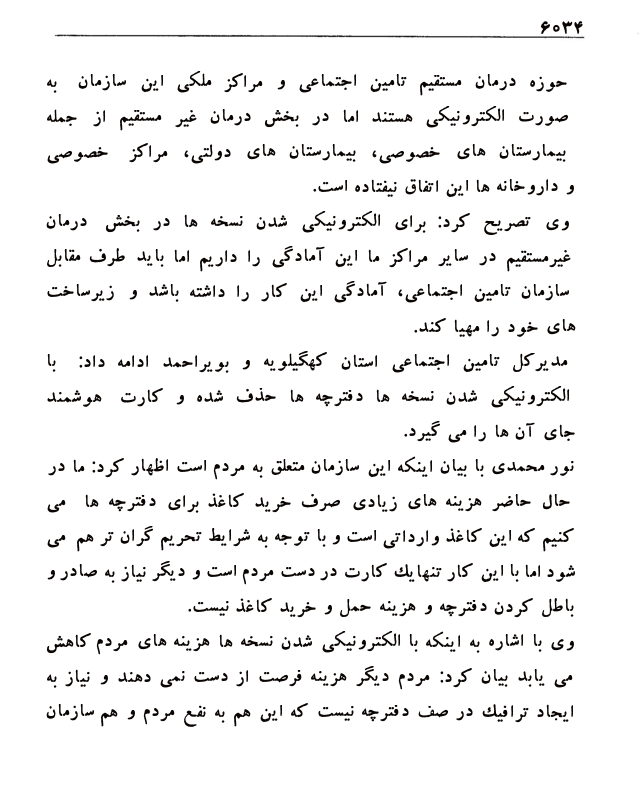 ۶۰۳۴
حوزه درمان مستقیم تامین اجتماعی و مراکز ملکی این سازمان به
صورت الکترونیکی هستند اما در بخش درمان غیر مستقیم از جمله
بیمارستان های خصوصی، بیمارستان های دولتی، مراکز خصوصی
و داروخانه ها این اتفاق نیفتاده است.
وی تصریح کرد: برای الکترونیکی شدن نسخه ها در بخش درمان
غیرمستقیم در سایر مراکز ما این آمادگی را داریم اما باید طرف مقابل
سازمان تامین اجتماعی، آمادگی این کار را داشته باشد و زیرساخت
های خود را مهیا کند.
مدیرکل تامین اجتماعی استان کهگیلویه و بویراحمد ادامه داد: با
الکترونیکی شدن نسخه ها دفترچه ها حذف شده و کارت هوشمند
جای آن ها را می گیرد.
نور محمدی با بیان اینکه این سازمان متعلق به مردم است اظهار کرد: ما در
حال حاضر هزینه های زیادی صرف خرید کاغذ برای دفترچه ها می
کنیم که این کاغذ وارداتی است و با توجه به شرایط تحریم گران تر هم می
شود اما با این کار تنهایك کارت در دست مردم است و دیگر نیاز به صادر و
باطل کردن دفترچه و هزینه حمل و خرید کاغذ نیست.
وی با اشاره به اینکه با الکترونیکی شدن نسخه ها هزینه های مردم کاهش
می یابد بیان کرد: مردم دیگر هزینه فرصت از دست نمی دهند و نیاز به
ایجاد ترافیك در صف دفترچه نیست که این هم به نفع مردم و هم سازمان